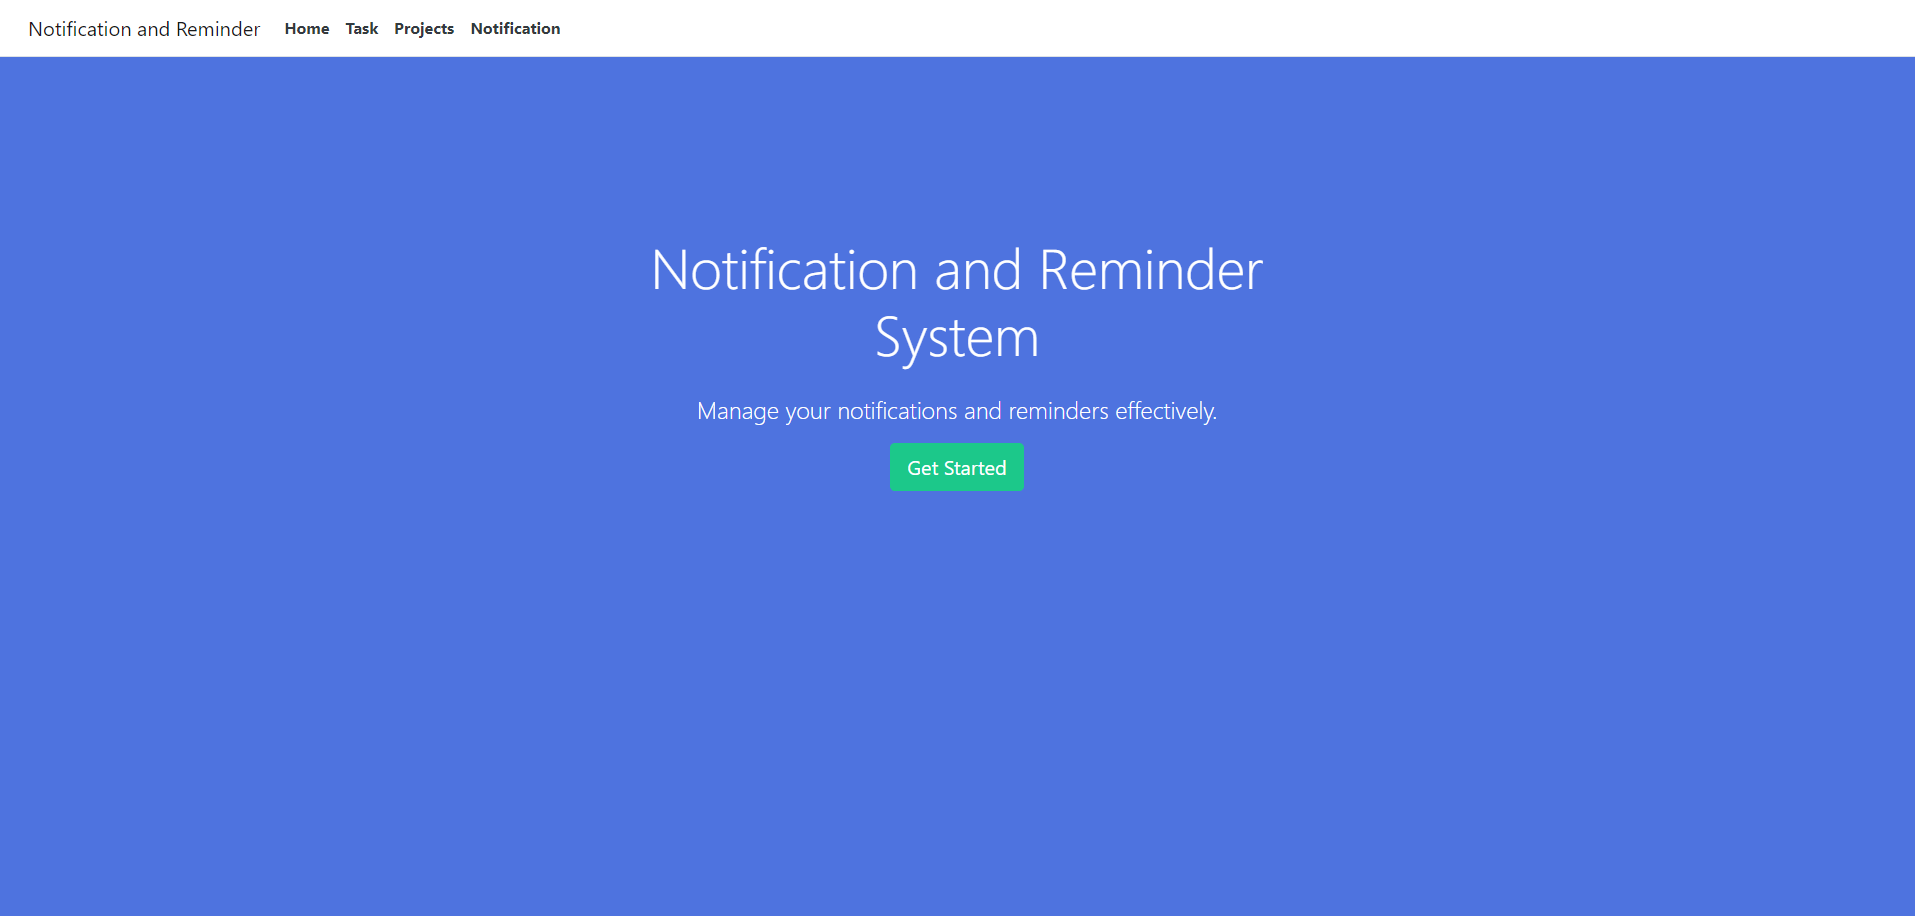 Notification and Reminder Home Task Projects Notification
Notification and Reminder
System
Manage your notifications and reminders effectively.
Get Started